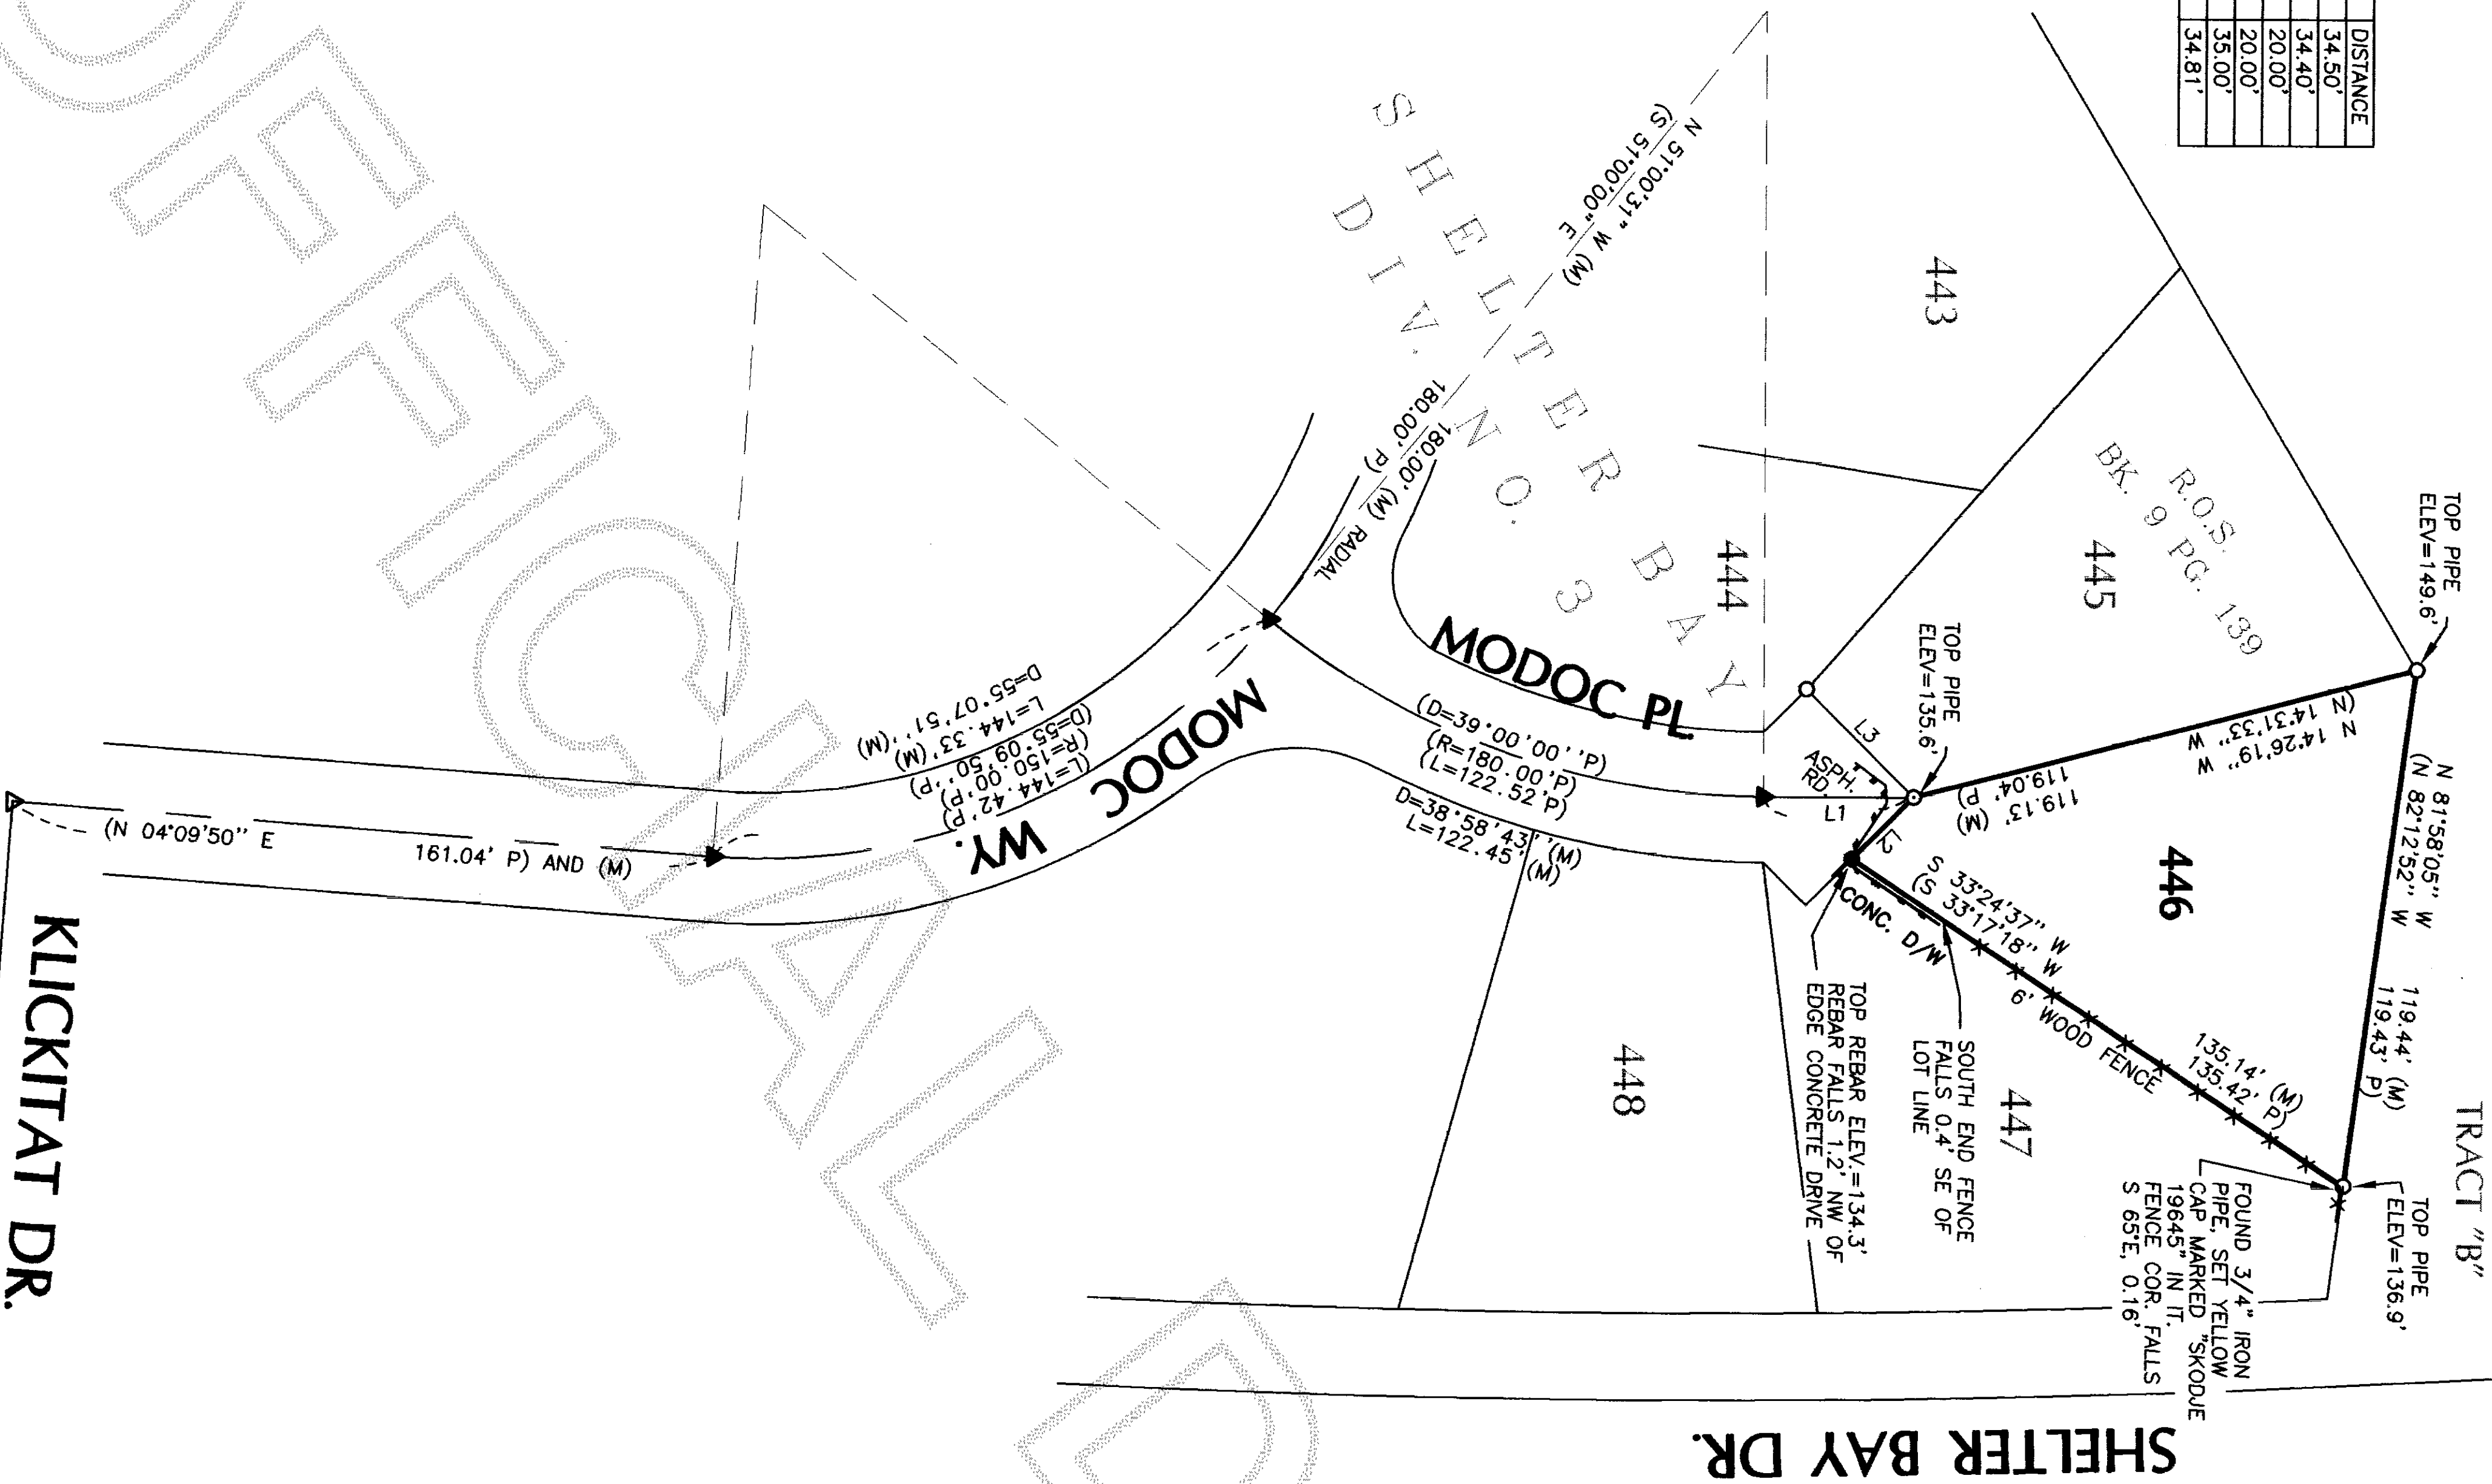 DISTANCE
34.50'
34.40'
20.00'
20.00'
35.00'
34.81'
TOP PIPE
ELEV=149.6'
R.O.S.
BK. 9 PG. 139
443
444
445
446
447
448
TRACT "B"
TOP PIPE
ELEV=136.9'
N 81°58'05" W 119.44' (M)
(N 82°12'52" W 119.43' P)
N 14°26'19" W 119.13' (M)
(N 14°31'33" W 119.04' P)
TOP PIPE
ELEV=135.6'
S 33°24'37" W 135.14' (M)
(S 33°17'18" W 135.42' P)
6' WOOD FENCE
CONC. D/W
FOUND 3/4" IRON
PIPE, SET YELLOW
CAP MARKED "SKODJE
19645" IN IT.
FENCE COR. FALLS
S 65°E, 0.16'
SOUTH END FENCE
FALLS 0.4' SE OF
LOT LINE
TOP REBAR ELEV.=134.3'
REBAR FALLS 1.2' NW OF
EDGE CONCRETE DRIVE
L3
ASPH.
RD.
L1
L2
SHELTER BAY
DIV. NO. 3
N 51°00'31" W (M)
(S 51°00'00" E
180.00' (M) RADIAL
180.00' P)
MODOC PL.
(D=39°00'00''P)
(R=180.00'P)
(L=122.52'P)
D=38°58'43''(M)
L=122.45'(M)
MODOC WY.
D=55°07'51''(M)
L=144.33'(M)
(D=55°09'50''P)
(R=150.00'P)
(L=144.42'P)
(N 04°09'50" E 161.04' P) AND (M)
KLICKITAT DR.
SHELTER BAY DR.